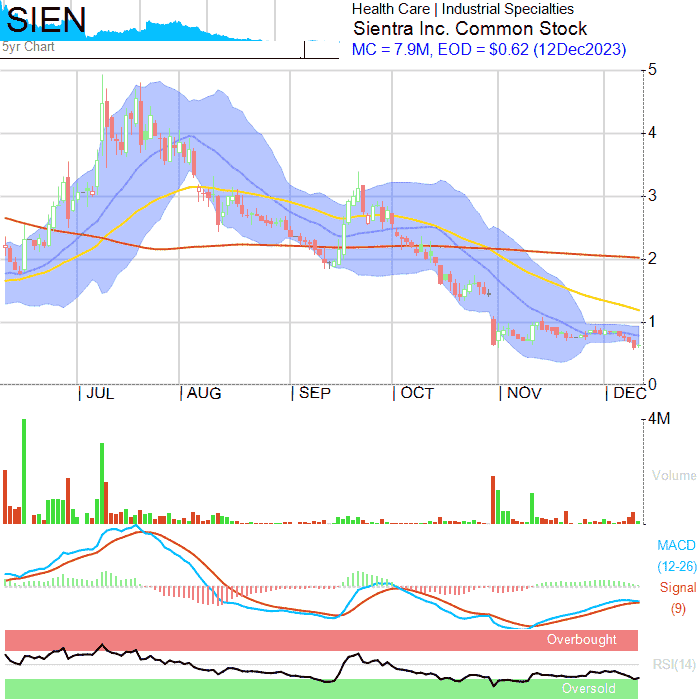 SIEN
5yr Chart
Health Care | Industrial Specialties
Sientra Inc. Common Stock
MC = 7.9M, EOD = $0.62 (12Dec2023)
5
4
3
2
1
0
| JUL | AUG | SEP | OCT | NOV | DEC
4M
Volume
MACD
(12-26)
Signal
(9)
Overbought
RSI(14)
Oversold